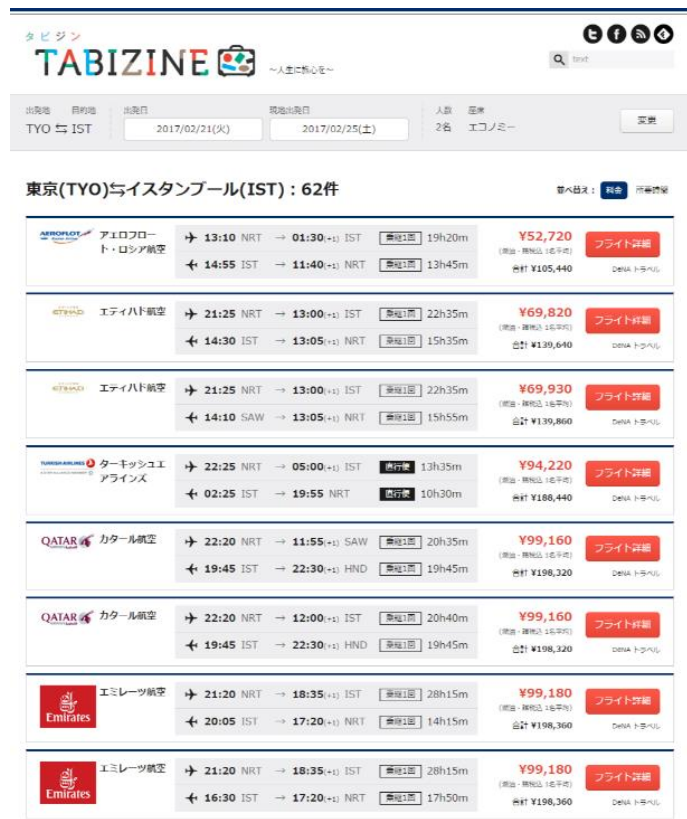 タビジン
TABIZINE ~人生に旅心を~
text
出発地 目的地 出発日 現地出発日 人数 座席
TYO ⇆ IST 2017/02/21(火) 2017/02/25(土) 2名 エコノミー 変更
東京(TYO)⇆イスタンブール(IST)：62件 並べ替え： 料金 所要時間
AEROFLOT アエロフロート・ロシア航空 13:10 NRT → 01:30(+1) IST 乗継1回 19h20m ¥52,720 フライト詳細
14:55 IST → 11:40(+1) NRT 乗継1回 13h45m 合計 ¥105,440 DeNA トラベル
ETIHAD エティハド航空 21:25 NRT → 13:00(+1) IST 乗継1回 22h35m ¥69,820 フライト詳細
14:30 IST → 13:05(+1) NRT 乗継1回 15h35m 合計 ¥139,640 DeNA トラベル
ETIHAD エティハド航空 21:25 NRT → 13:00(+1) IST 乗継1回 22h35m ¥69,930 フライト詳細
14:10 SAW → 13:05(+1) NRT 乗継1回 15h55m 合計 ¥139,860 DeNA トラベル
TURKISH AIRLINES ターキッシュエアラインズ 22:25 NRT → 05:00(+1) IST 直行便 13h35m ¥94,220 フライト詳細
02:25 IST → 19:55 NRT 直行便 10h30m 合計 ¥188,440 DeNA トラベル
QATAR カタール航空 22:20 NRT → 11:55(+1) SAW 乗継1回 20h35m ¥99,160 フライト詳細
19:45 IST → 22:30(+1) HND 乗継1回 19h45m 合計 ¥198,320 DeNA トラベル
QATAR カタール航空 22:20 NRT → 12:00(+1) IST 乗継1回 20h40m ¥99,160 フライト詳細
19:45 IST → 22:30(+1) HND 乗継1回 19h45m 合計 ¥198,320 DeNA トラベル
Emirates エミレーツ航空 21:20 NRT → 18:35(+1) IST 乗継1回 28h15m ¥99,180 フライト詳細
20:05 IST → 17:20(+1) NRT 乗継1回 14h15m 合計 ¥198,360 DeNA トラベル
Emirates エミレーツ航空 21:20 NRT → 18:35(+1) IST 乗継1回 28h15m ¥99,180 フライト詳細
16:30 IST → 17:20(+1) NRT 乗継1回 17h50m 合計 ¥198,360 DeNA トラベル